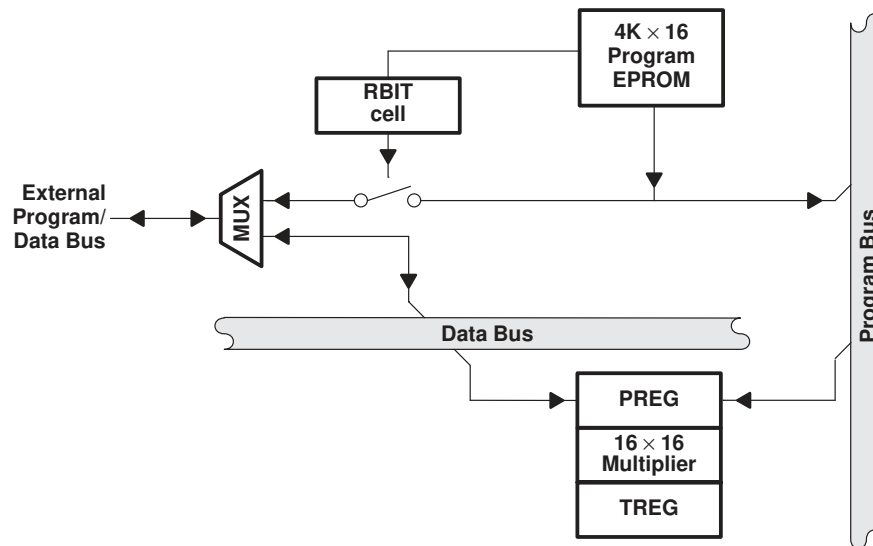 4K × 16
Program
EPROM
RBIT
cell
External
Program/
Data Bus
MUX
Program Bus
Data Bus
PREG
16 × 16
Multiplier
TREG